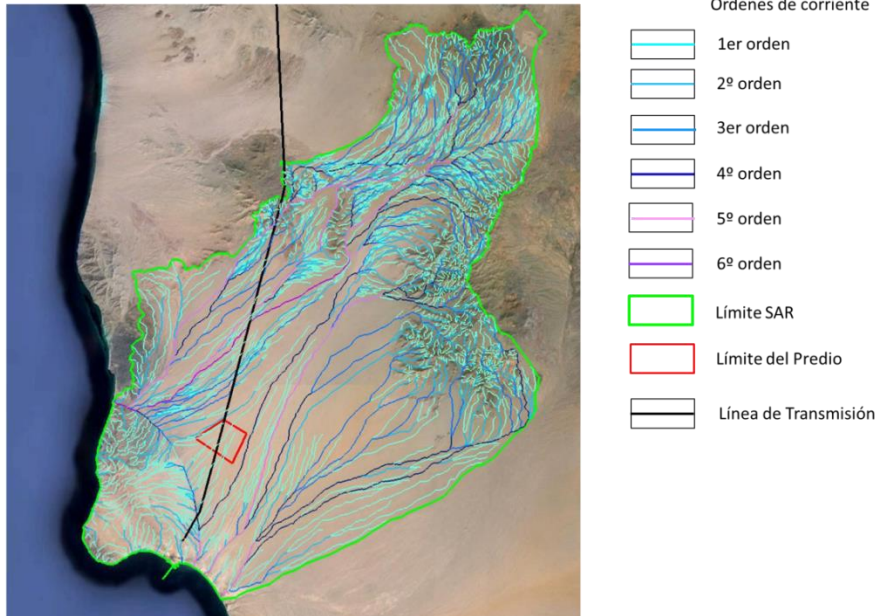 Ordenes de corriente
1er orden
2º orden
3er orden
4º orden
5º orden
6º orden
Límite SAR
Límite del Predio
Línea de Transmisión